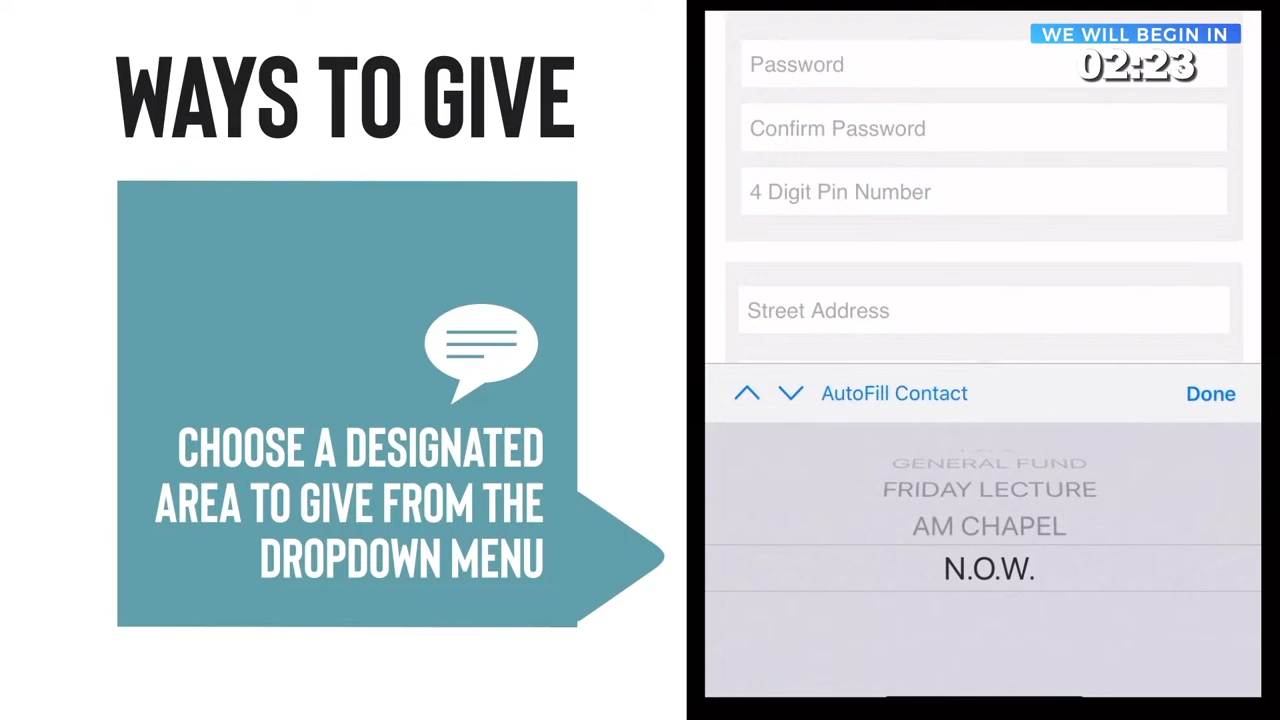 WAYS TO GIVE
CHOOSE A DESIGNATED
AREA TO GIVE FROM THE
DROPDOWN MENU
WE WILL BEGIN IN
02:23
Password
Confirm Password
4 Digit Pin Number
Street Address
AutoFill Contact
Done
GENERAL FUND
FRIDAY LECTURE
AM CHAPEL
N.O.W.